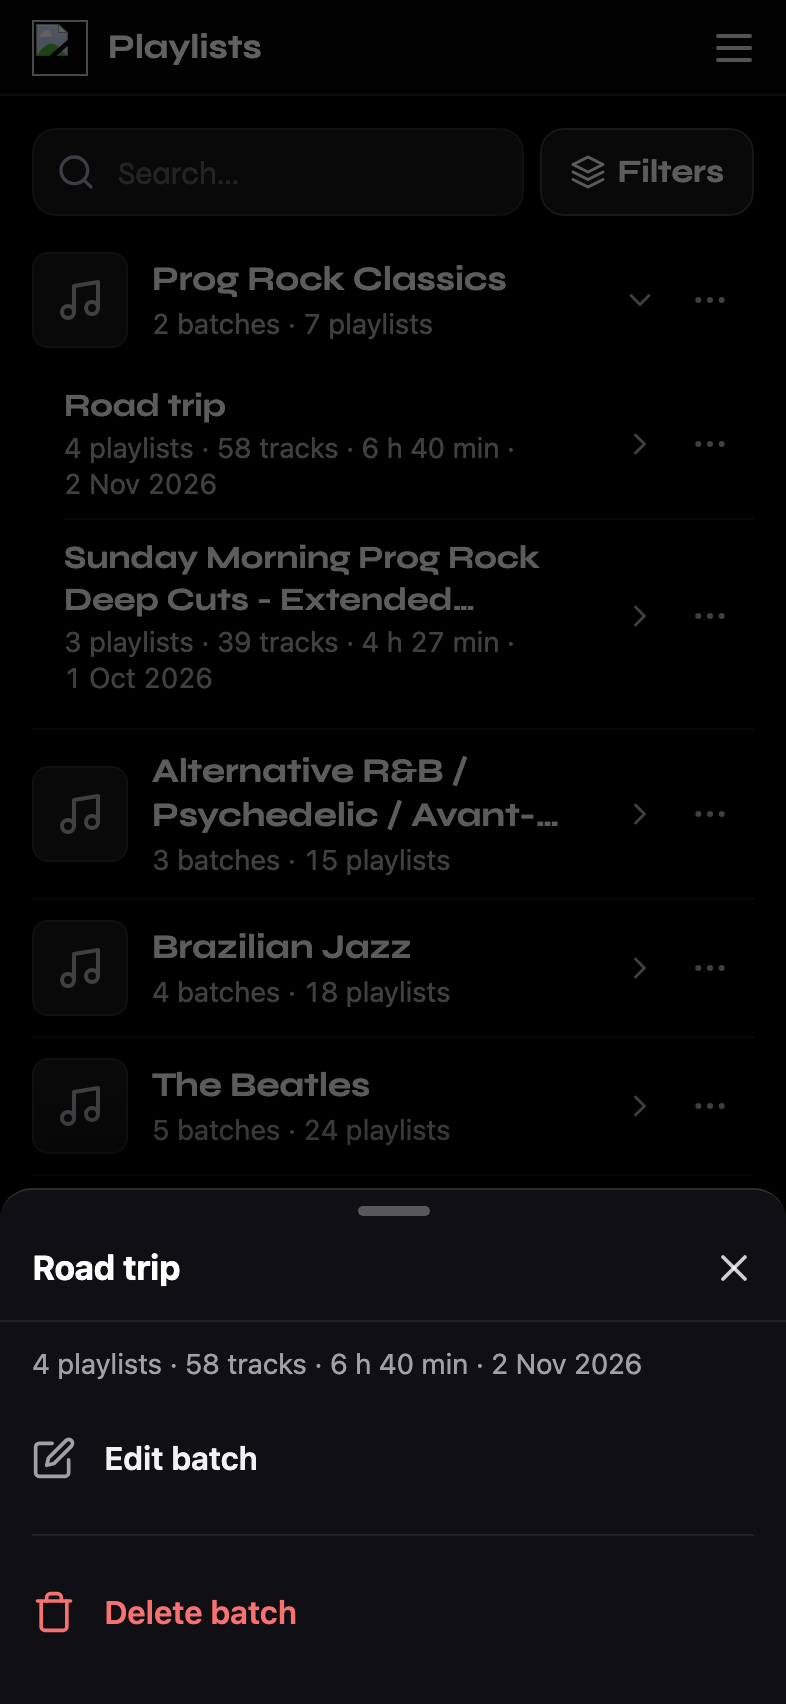 Playlists
Search...
Filters
Prog Rock Classics
2 batches · 7 playlists
Road trip
4 playlists · 58 tracks · 6 h 40 min ·
2 Nov 2026
Sunday Morning Prog Rock
Deep Cuts - Extended...
3 playlists · 39 tracks · 4 h 27 min ·
1 Oct 2026
Alternative R&B /
Psychedelic / Avant-...
3 batches · 15 playlists
Brazilian Jazz
4 batches · 18 playlists
The Beatles
5 batches · 24 playlists
Road trip
4 playlists · 58 tracks · 6 h 40 min · 2 Nov 2026
Edit batch
Delete batch